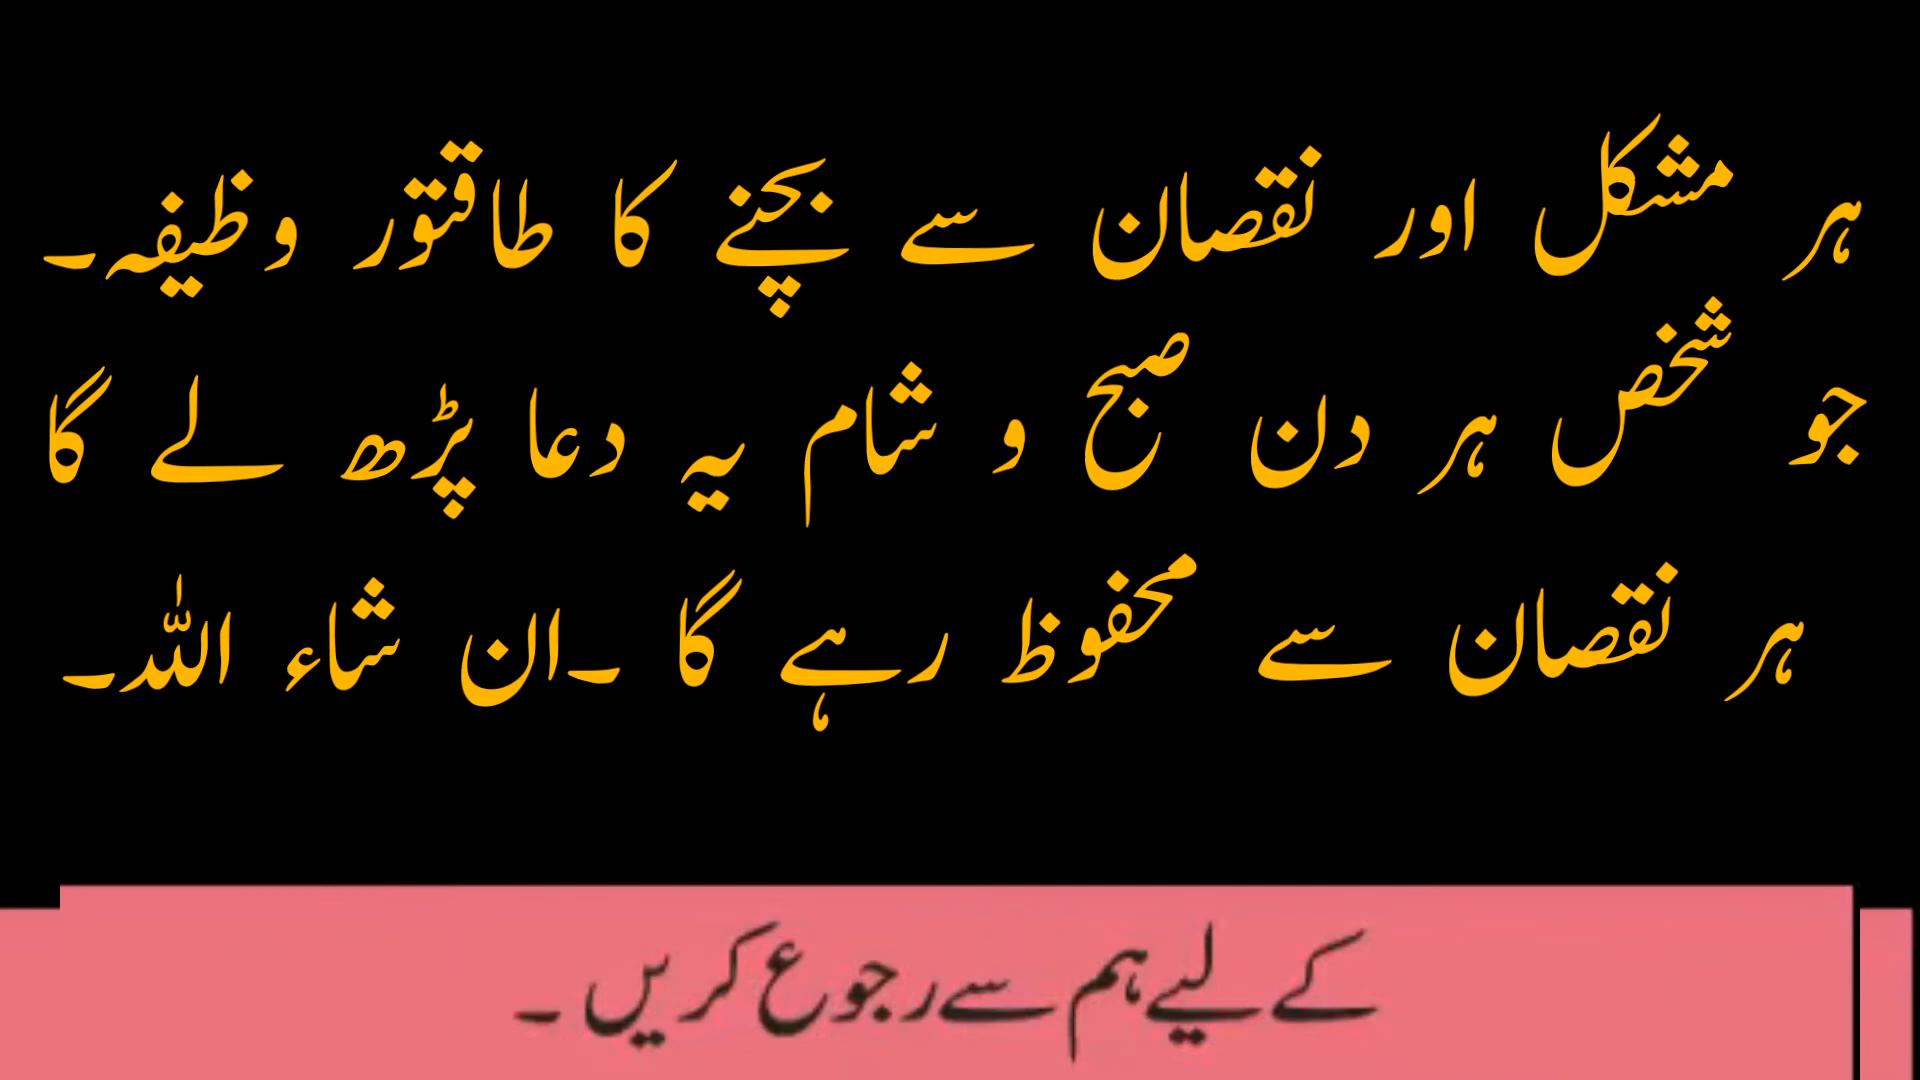 ہر مشکل اور نقصان سے بچنے کا طاقتور وظیفہ۔
جو شخص ہر دن صبح و شام یہ دعا پڑھ لے گا
ہر نقصان سے محفوظ رہے گا ۔ان شاء اللہ۔
کے لیے ہم سے رجوع کریں ۔